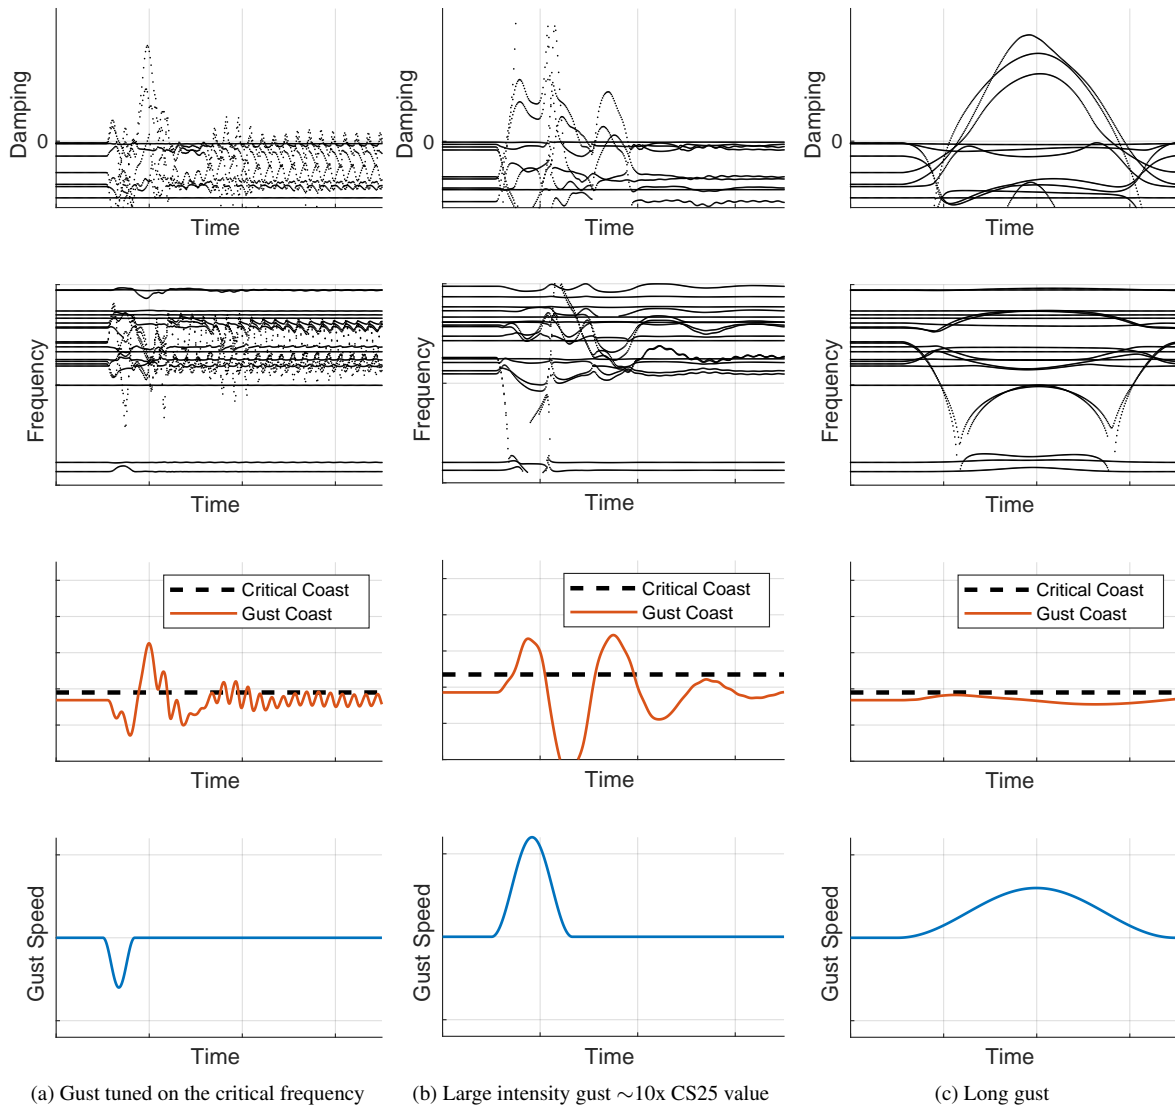 Damping
0
Time
Damping
0
Time
Damping
0
Time
Frequency
Time
Frequency
Time
Frequency
Time
Critical Coast
Gust Coast
Time
Critical Coast
Gust Coast
Time
Critical Coast
Gust Coast
Time
Gust Speed
Time
Gust Speed
Time
Gust Speed
Time
(a) Gust tuned on the critical frequency
(b) Large intensity gust ∼10x CS25 value
(c) Long gust